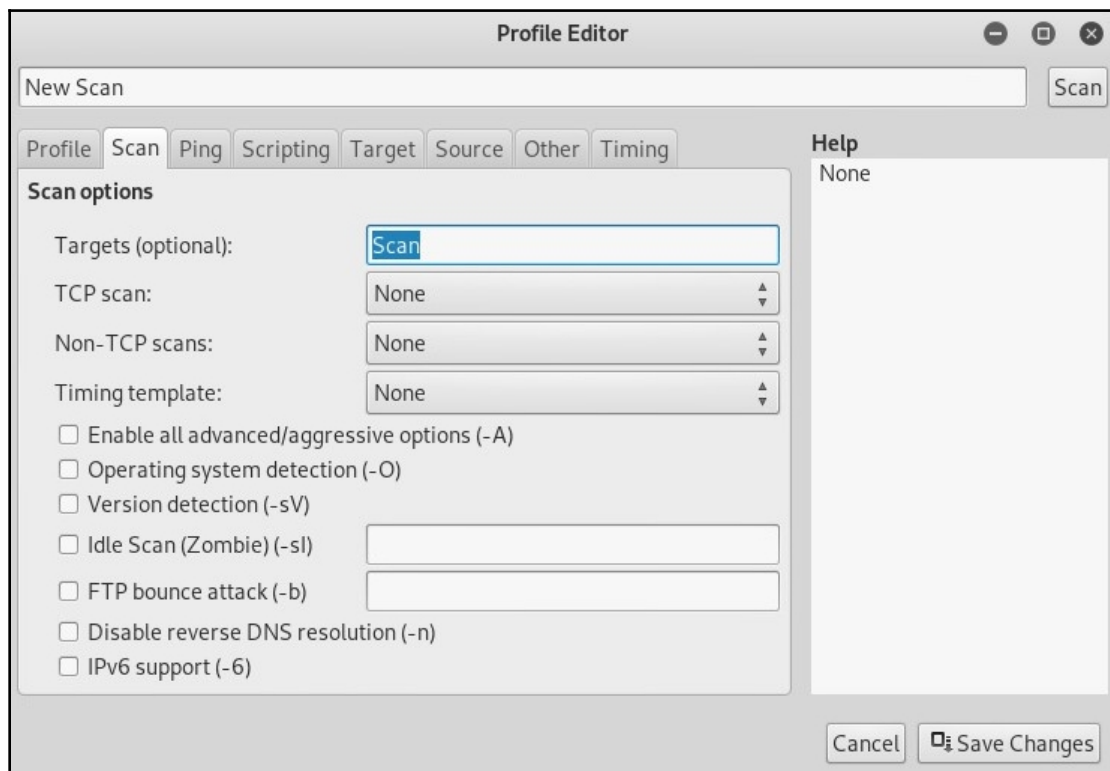 Profile Editor
New Scan
Scan
Profile Scan Ping Scripting Target Source Other Timing
Help
None
Scan options
Targets (optional): Scan
TCP scan: None
Non-TCP scans: None
Timing template: None
Enable all advanced/aggressive options (-A)
Operating system detection (-O)
Version detection (-sV)
Idle Scan (Zombie) (-sI)
FTP bounce attack (-b)
Disable reverse DNS resolution (-n)
IPv6 support (-6)
Cancel
Save Changes